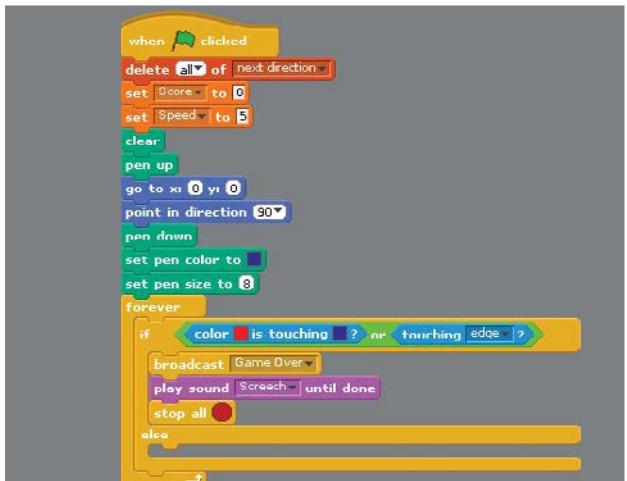 when clicked
delete all of next direction
set Score to 0
set Speed to 5
clear
pen up
go to x: 0 y: 0
point in direction 90
pen down
set pen color to
set pen size to 8
forever
if color is touching ? or touching edge ?
broadcast Game Over
play sound Screech until done
stop all
else